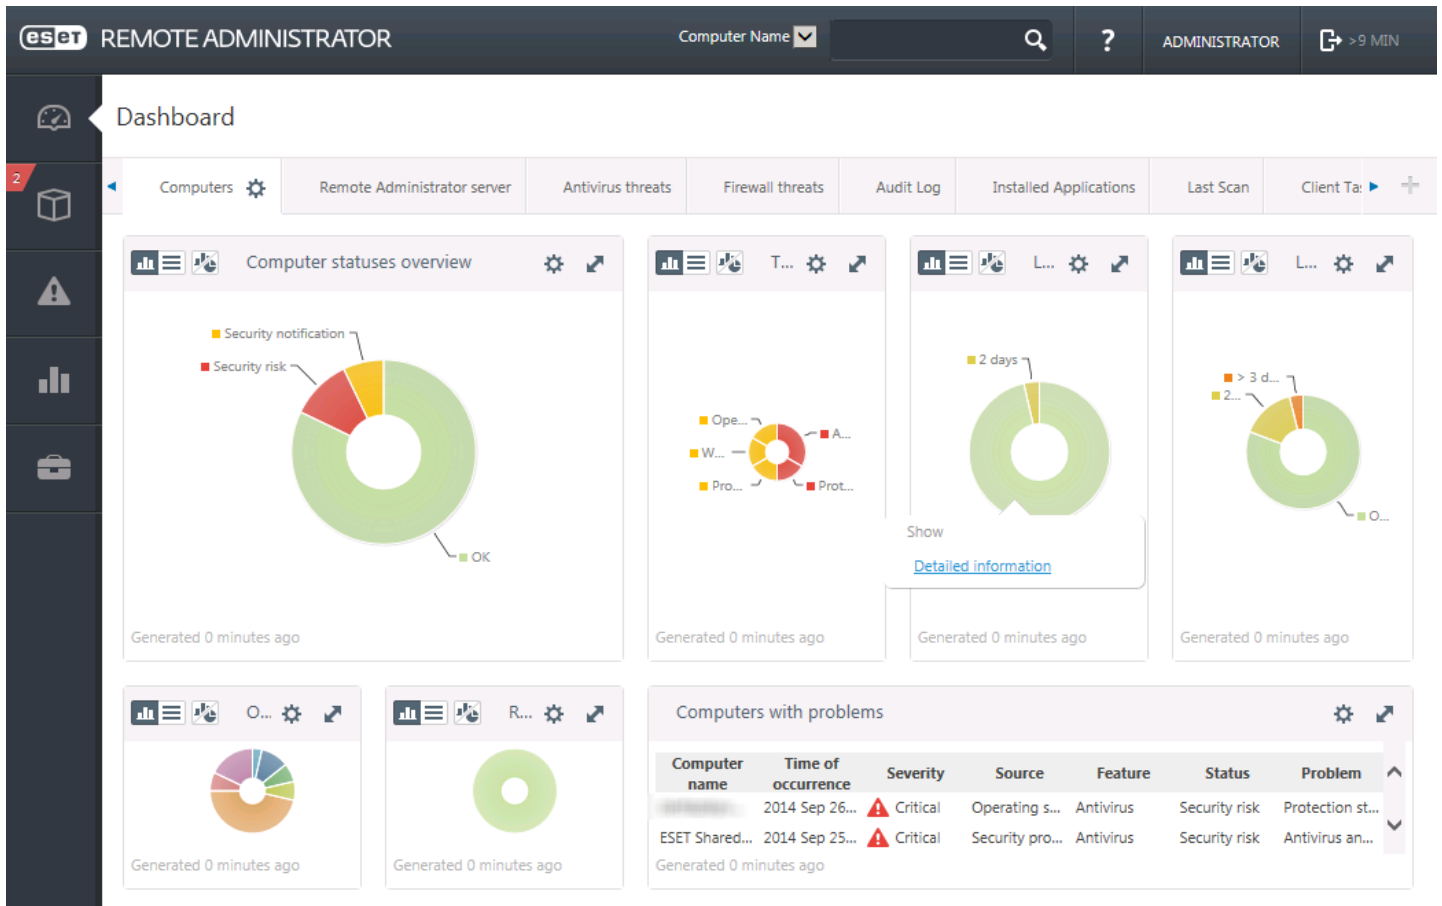 eseT REMOTE ADMINISTRATOR
Computer Name
?
ADMINISTRATOR
>9 MIN
Dashboard
2
Computers
Remote Administrator server
Antivirus threats
Firewall threats
Audit Log
Installed Applications
Last Scan
Client Ta
Computer statuses overview
Security notification
Security risk
OK
Generated 0 minutes ago
T...
Ope...
A...
W...
Pro...
Prot...
Generated 0 minutes ago
L...
2 days
Show
Detailed information
Generated 0 minutes ago
L...
> 3 d...
2...
O...
Generated 0 minutes ago
O...
Generated 0 minutes ago
R...
Generated 0 minutes ago
Computers with problems
Computer name Time of occurrence Severity Source Feature Status Problem
2014 Sep 26... Critical Operating s... Antivirus Security risk Protection st...
ESET Shared... 2014 Sep 25... Critical Security pro... Antivirus Security risk Antivirus an...
Generated 0 minutes ago